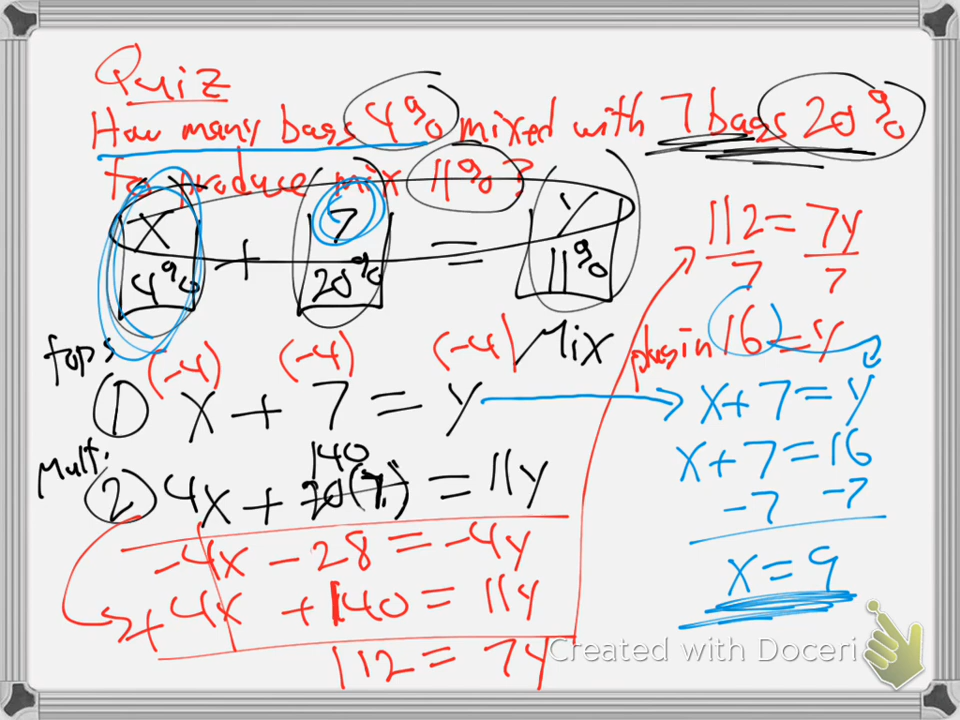 Quiz
How many bags 4% mixed with 7 bags 20%
to produce mix 11%?
X + 7 = Y
4% 20% 11%
Mix
tops
(-4) (-4) (-4)
① x + 7 = y
Mult.
140
② 4x + 20(7) = 11y
-4x - 28 = -4y
+ 4x + 140 = 11y
112 = 7y
112 = 7y
7 7
plug in 16 = y
x + 7 = y
x + 7 = 16
-7 -7
x = 9
Created with Doceri